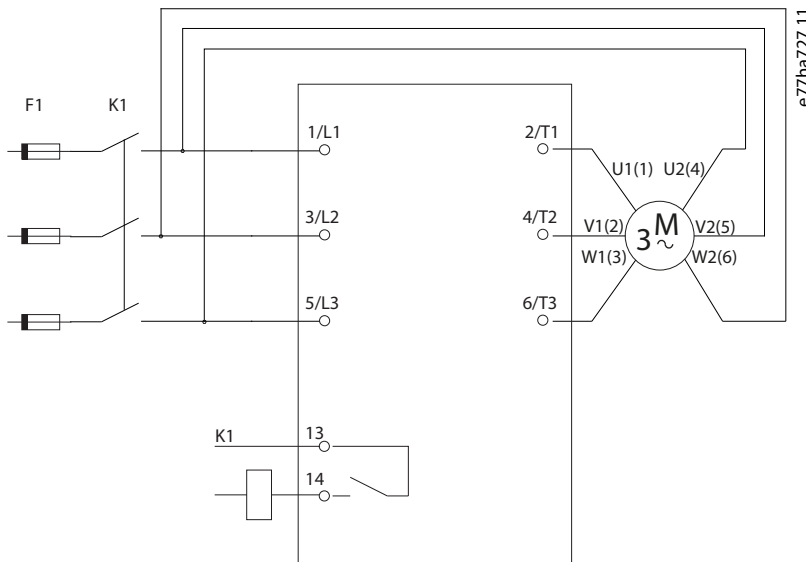 e77ha727.11
F1
K1
1/L1
2/T1
U1(1)
U2(4)
3/L2
4/T2
V1(2)
M
3~
V2(5)
W1(3)
W2(6)
5/L3
6/T3
K1
13
14